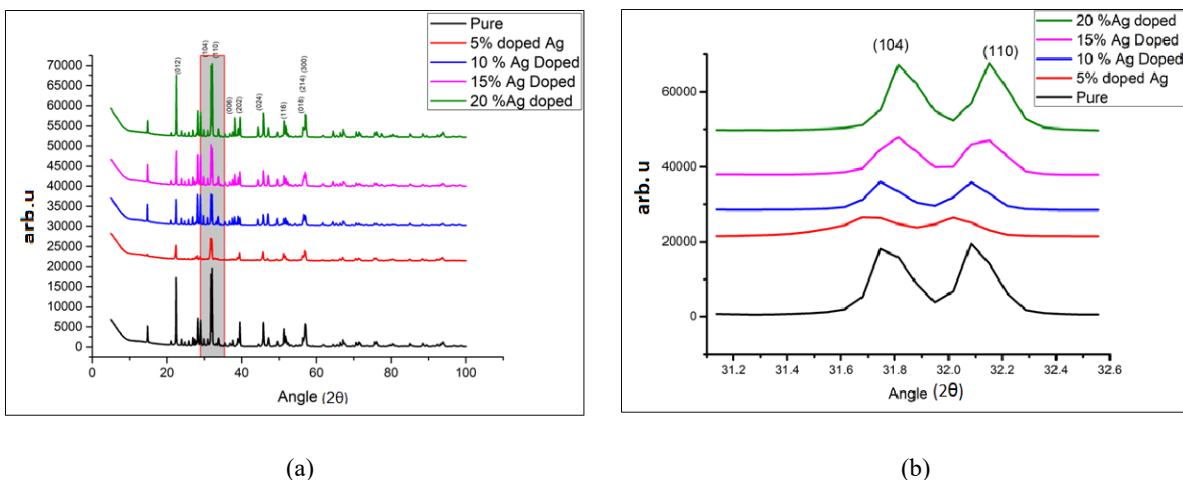 Pure
5% doped Ag
10 % Ag Doped
15% Ag Doped
20 %Ag doped
(012)
(104)
(110)
(006)
(202)
(024)
(116)
(018)
(214)
(300)
70000
65000
60000
55000
50000
45000
40000
35000
30000
25000
20000
15000
10000
5000
0
arb.u
0 20 40 60 80 100
Angle (2θ)
(a)
20 %Ag doped
15% Ag Doped
10 % Ag Doped
5% doped Ag
Pure
(104)
(110)
60000
40000
20000
0
arb. u
31.2 31.4 31.6 31.8 32.0 32.2 32.4 32.6
Angle (2θ)
(b)